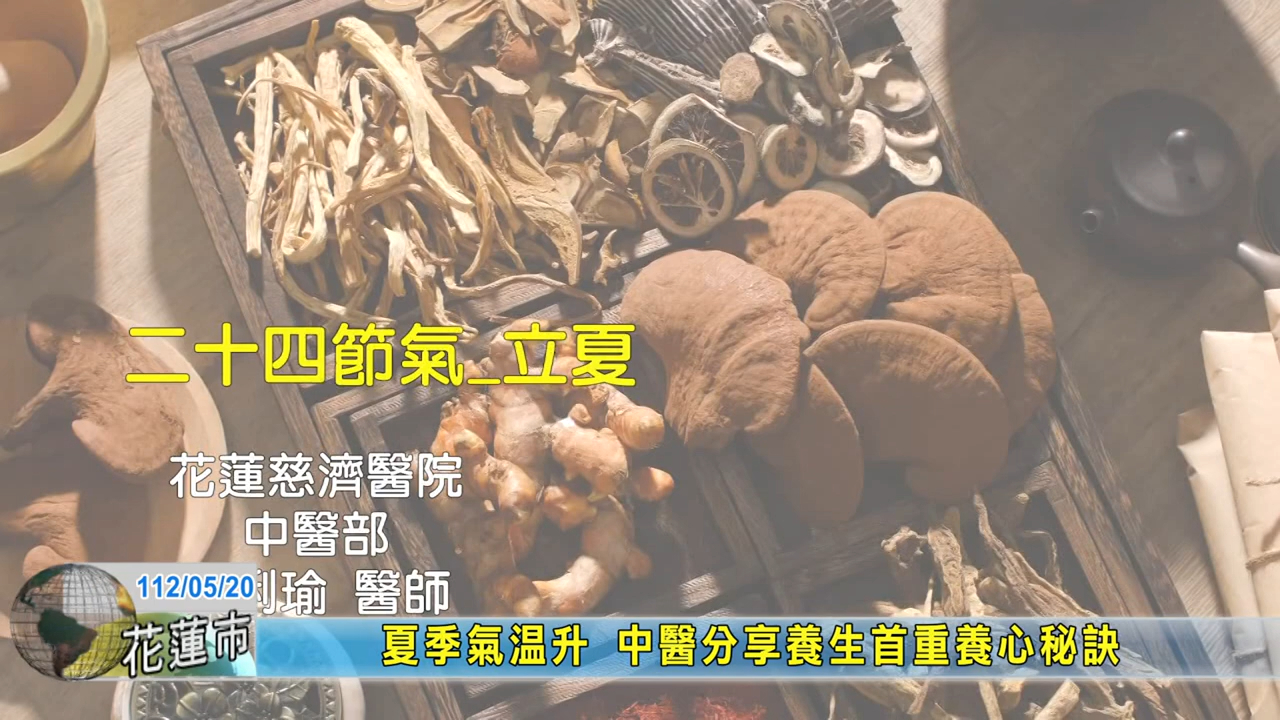 二十四節氣_立夏
花蓮慈濟醫院
中醫部
瑜 醫師
112/05/20
花蓮市
夏季氣溫升 中醫分享養生首重養心秘訣